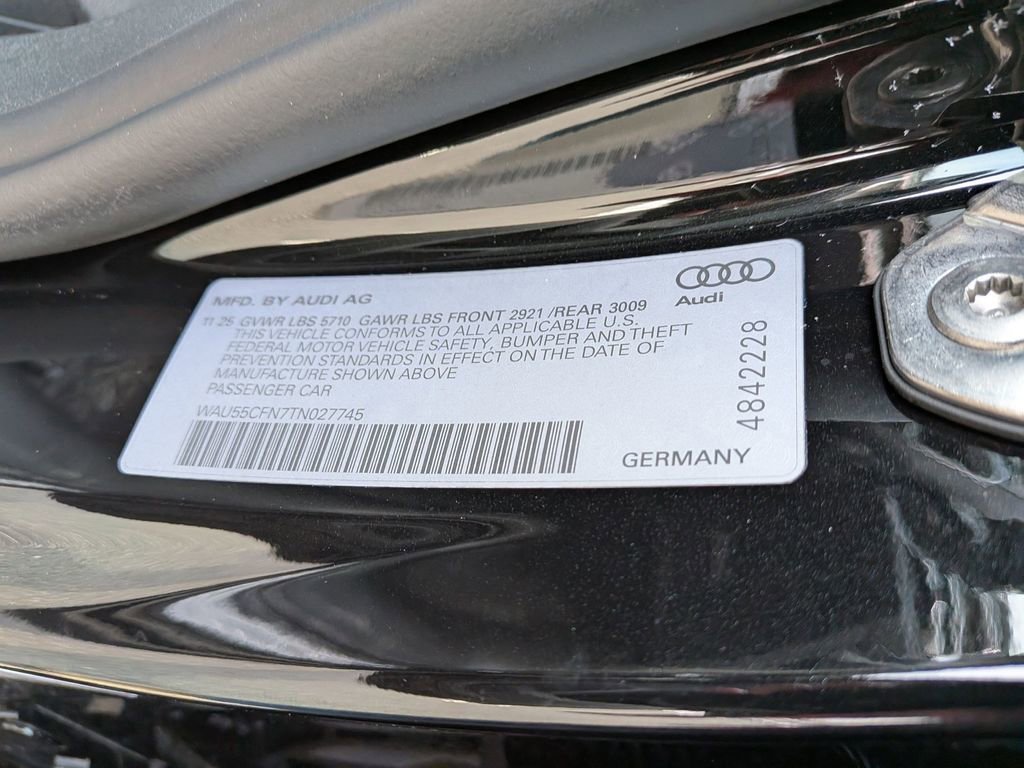 MFD. BY AUDI AG
11 25 GVWR LBS 5710 GAWR LBS FRONT 2921 /REAR 3009
THIS VEHICLE CONFORMS TO ALL APPLICABLE U.S.
FEDERAL MOTOR VEHICLE SAFETY, BUMPER AND THEFT
PREVENTION STANDARDS IN EFFECT ON THE DATE OF
MANUFACTURE SHOWN ABOVE
PASSENGER CAR
WAU55CFN7TN027745
Audi
4842228
GERMANY